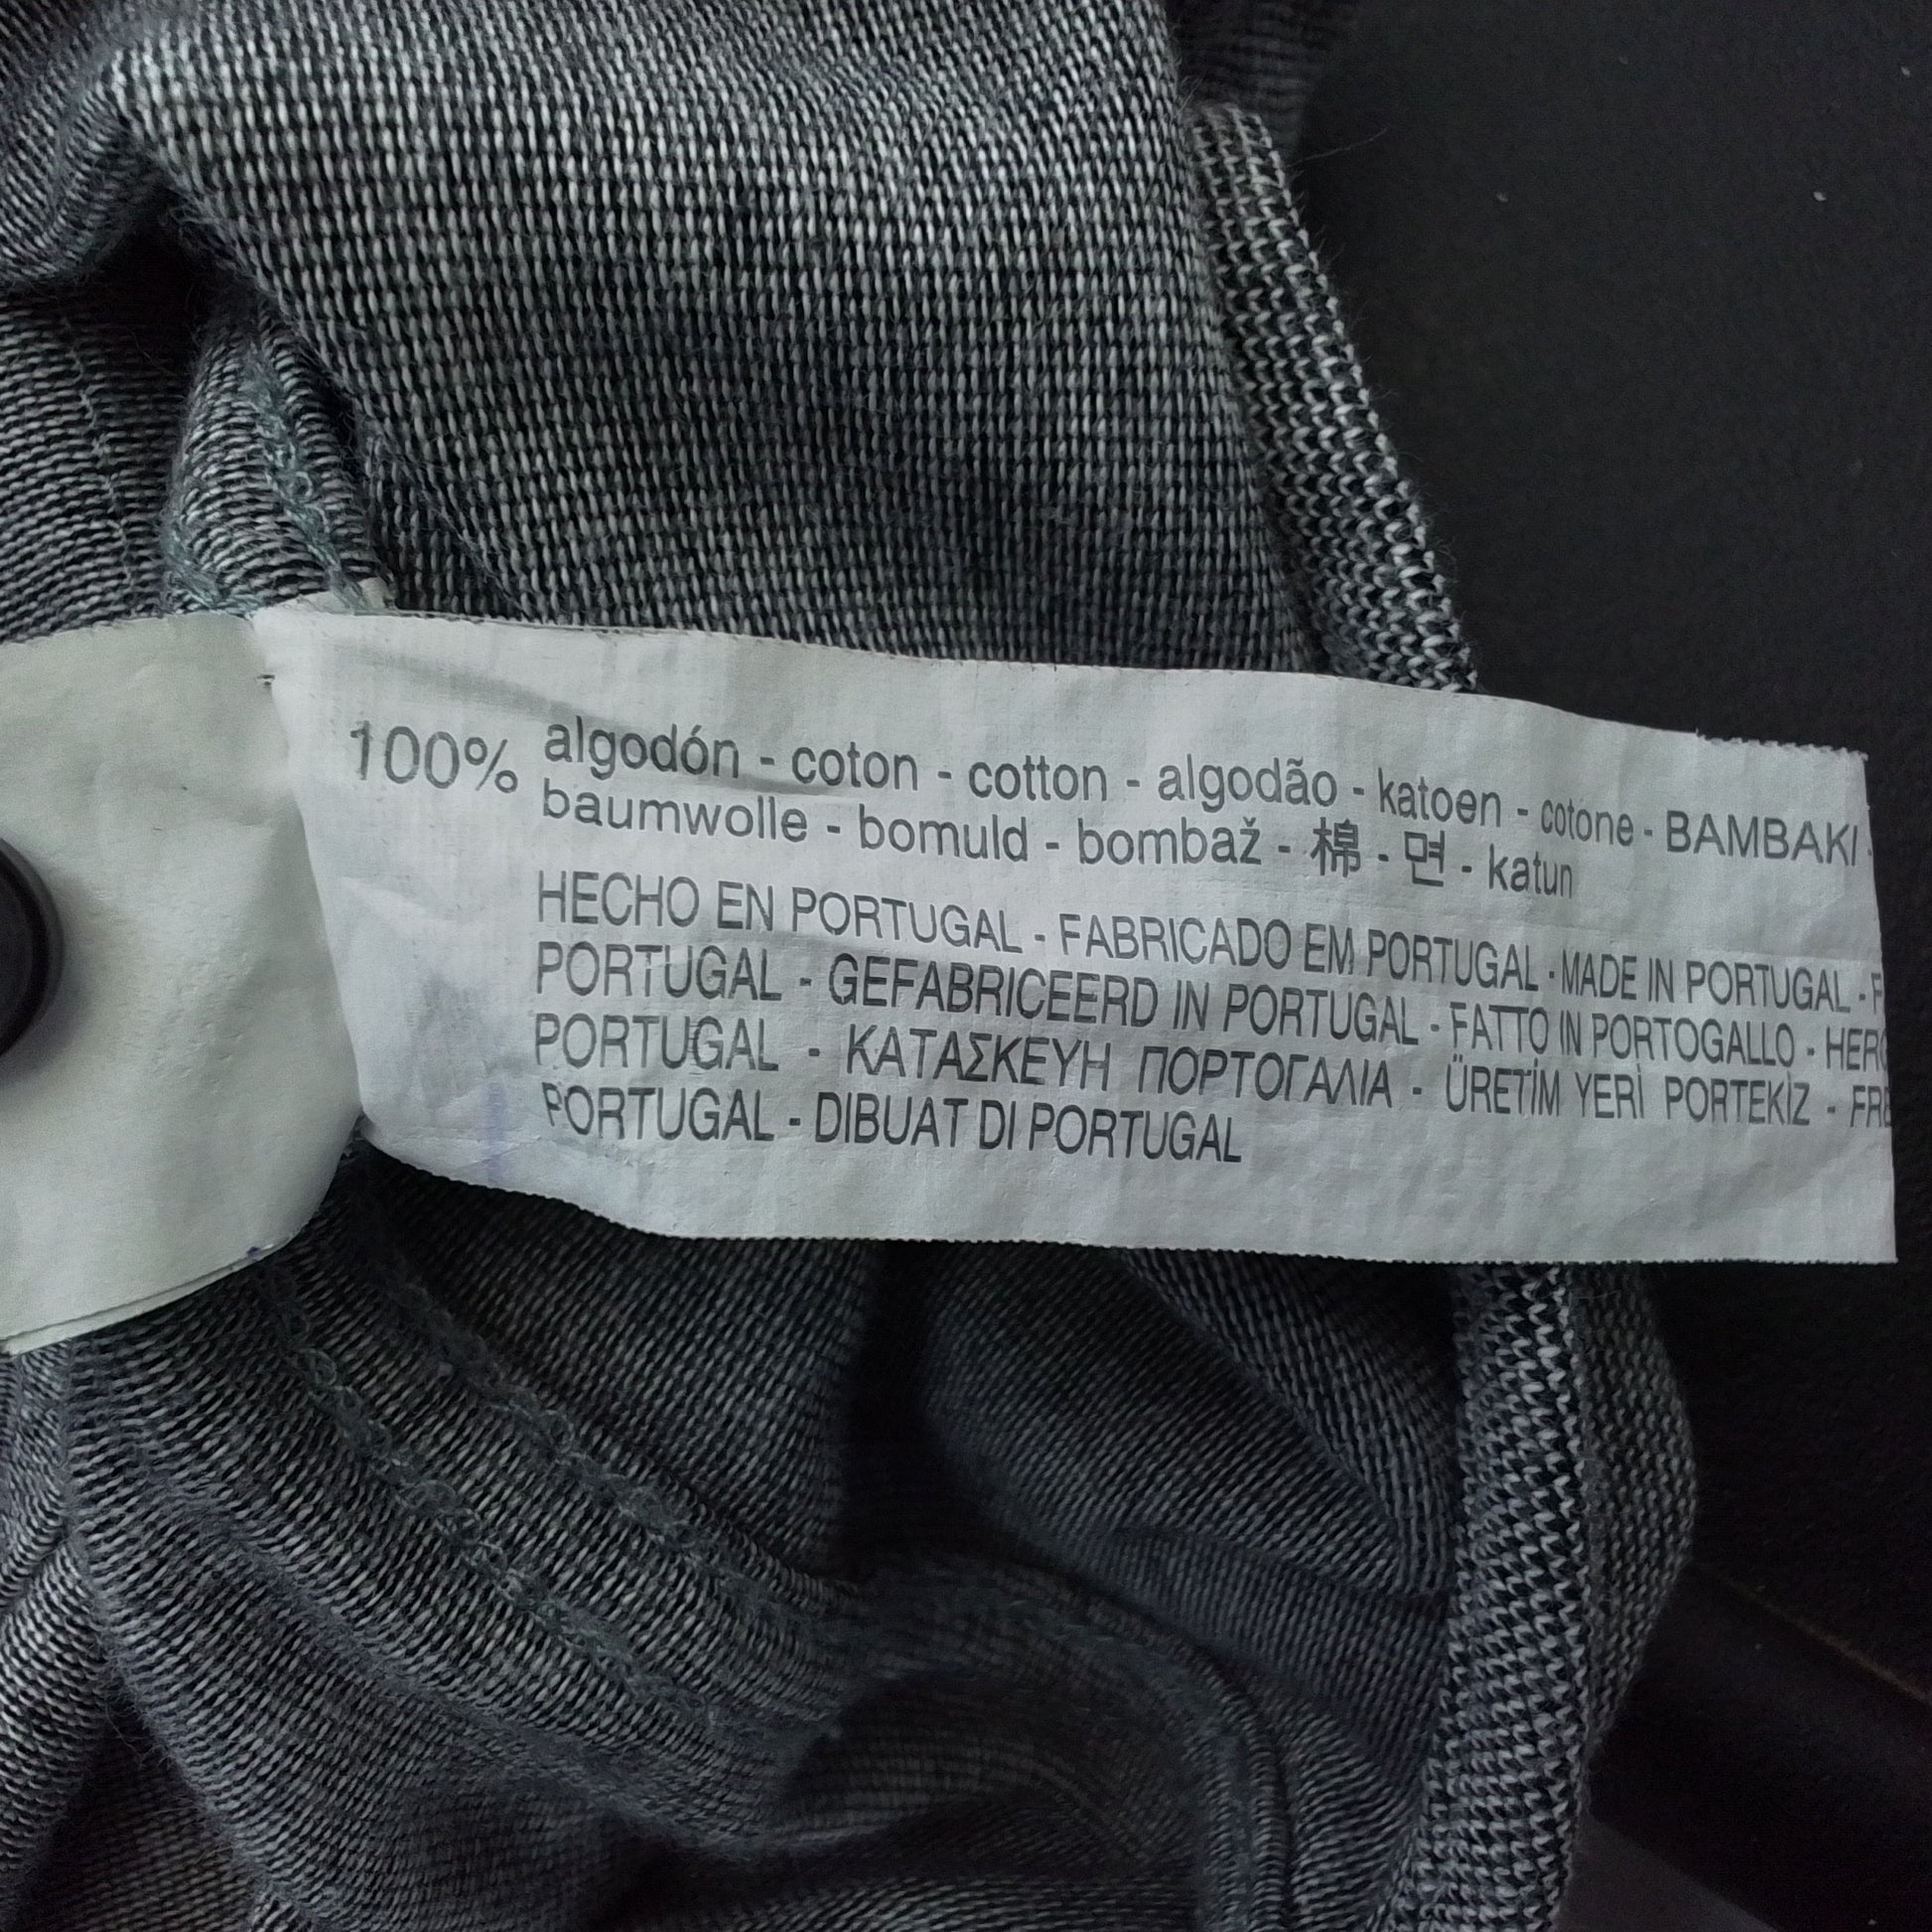 100% algodón - coton - cotton - algodão - katoen - cotone - BAMBAKI -
baumwolle - bomuld - bombaž - 棉 - 면 - katun
HECHO EN PORTUGAL - FABRICADO EM PORTUGAL - MADE IN PORTUGAL -
PORTUGAL - GEFABRICEERD IN PORTUGAL - FATTO IN PORTOGALLO -
PORTUGAL - ΚΑΤΑΣΚΕΥΗ ΠΟΡΤΟΓΑΛΙΑ - ÜRETİM YERİ PORTEKİZ -
PORTUGAL - DIBUAT DI PORTUGAL